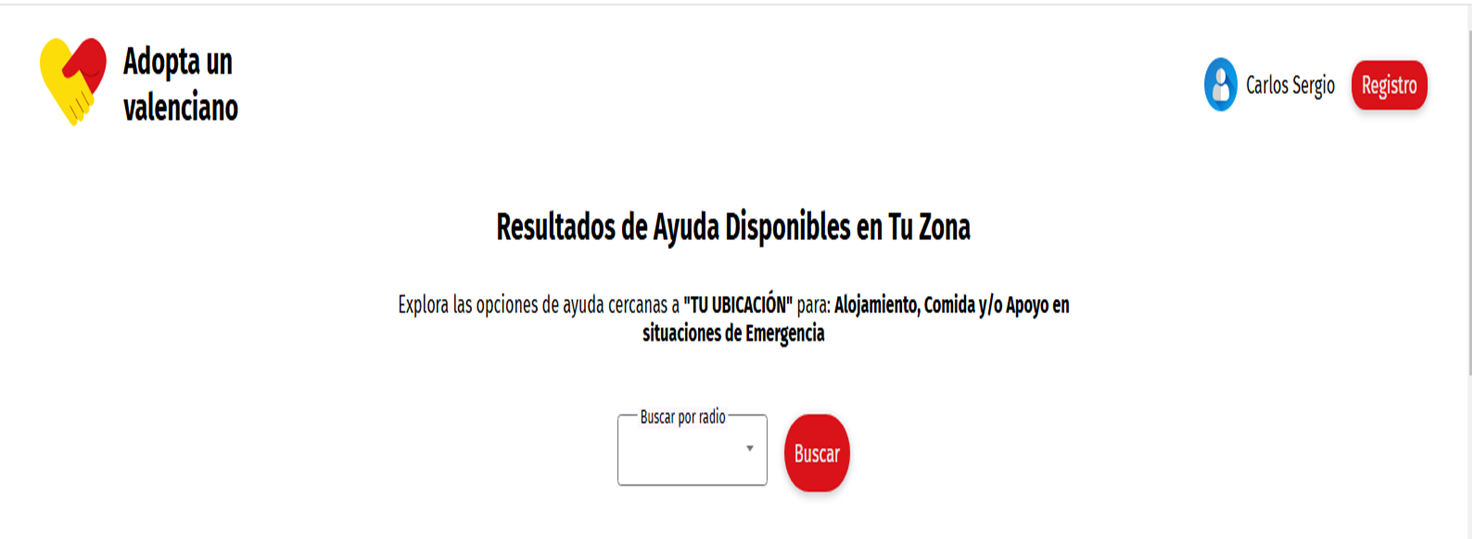 Adopta un
valenciano
Carlos Sergio
Registro
Resultados de Ayuda Disponibles en Tu Zona
Explora las opciones de ayuda cercanas a "TU UBICACIÓN" para: Alojamiento, Comida y/o Apoyo en
situaciones de Emergencia
Buscar por radio
Buscar